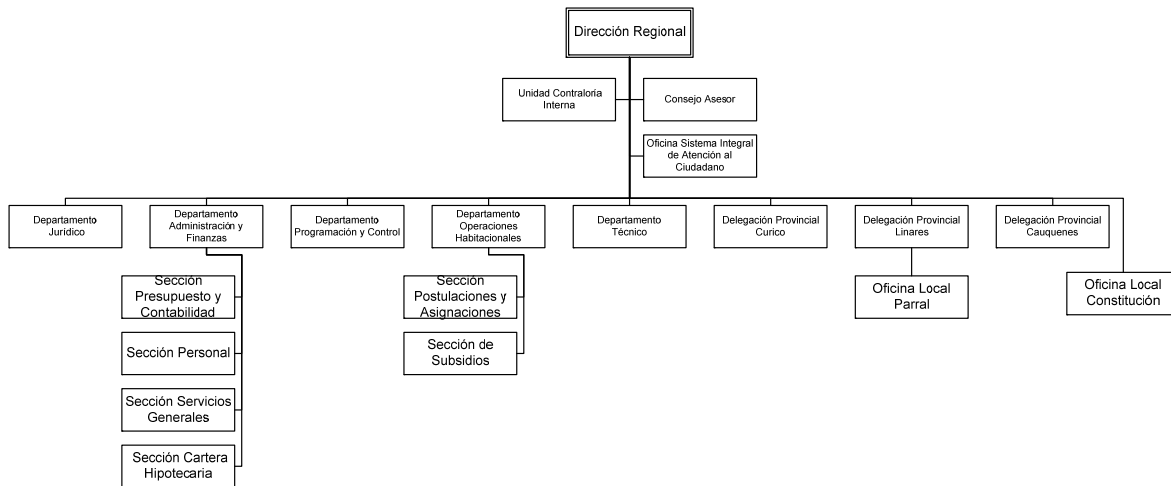 Dirección Regional
Unidad Contraloría
Interna
Consejo Asesor
Oficina Sistema Integral
de Atención al
Ciudadano
Departamento
Jurídico
Departamento
Administración y
Finanzas
Departamento
Programación y Control
Departamento
Operaciones
Habitacionales
Departamento
Técnico
Delegación Provincial
Curico
Delegación Provincial
Linares
Delegación Provincial
Cauquenes
Sección
Presupuesto y
Contabilidad
Sección Personal
Sección Servicios
Generales
Sección Cartera
Hipotecaria
Sección
Postulaciones y
Asignaciones
Sección de
Subsidios
Oficina Local
Parral
Oficina Local
Constitución